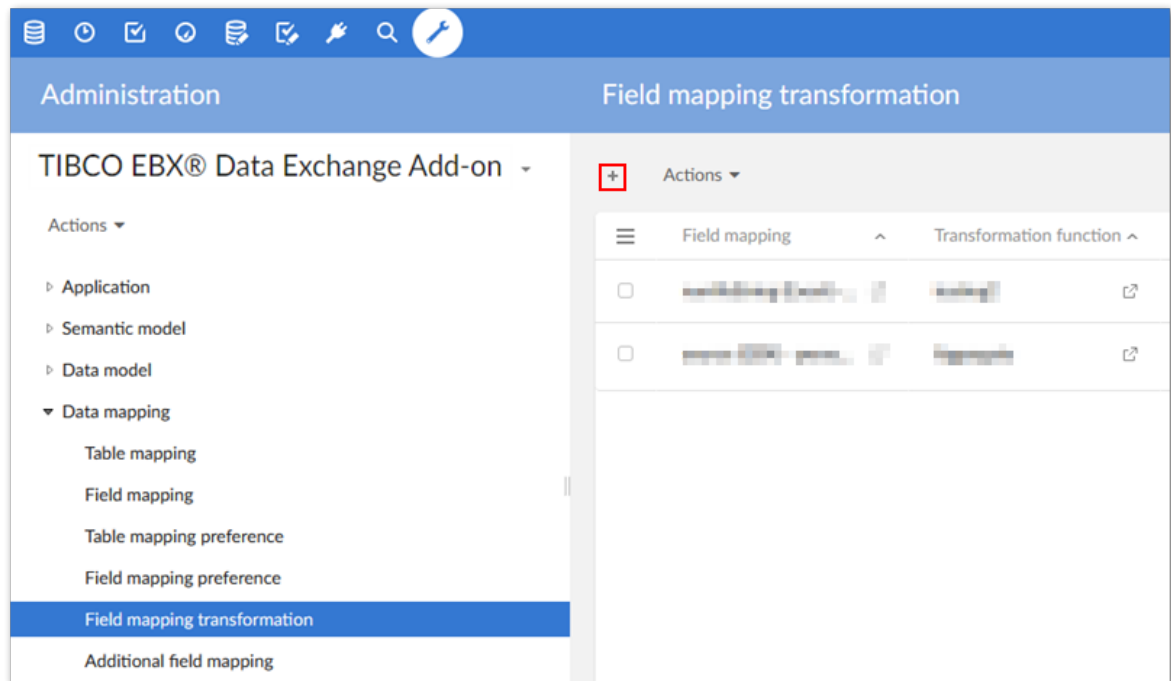 Administration
Field mapping transformation
TIBCO EBX® Data Exchange Add-on
Actions
Actions
Field mapping
Transformation function
Application
Semantic model
Data model
Data mapping
Table mapping
Field mapping
Table mapping preference
Field mapping preference
Field mapping transformation
Additional field mapping